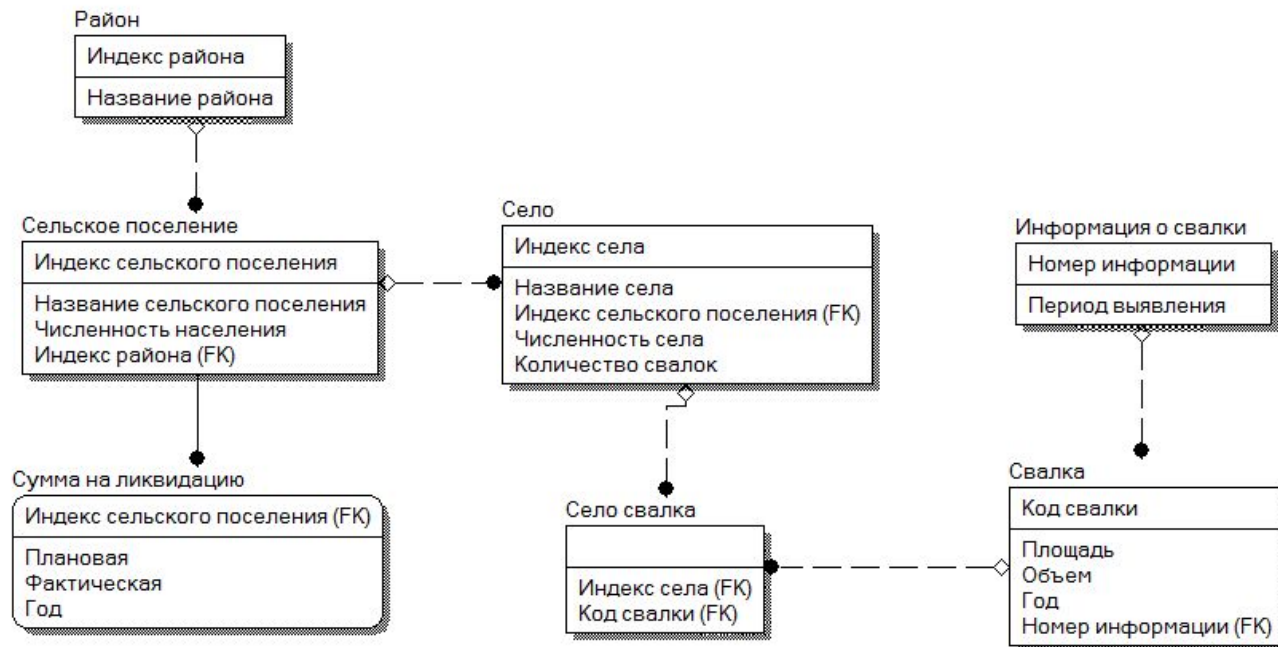 Район
Индекс района
Название района
Сельское поселение
Индекс сельского поселения
Название сельского поселения
Численность населения
Индекс района (FK)
Село
Индекс села
Название села
Индекс сельского поселения (FK)
Численность села
Количество свалок
Информация о свалки
Номер информации
Период выявления
Сумма на ликвидацию
Индекс сельского поселения (FK)
Плановая
Фактическая
Год
Село свалка
Индекс села (FK)
Код свалки (FK)
Свалка
Код свалки
Площадь
Объем
Год
Номер информации (FK)